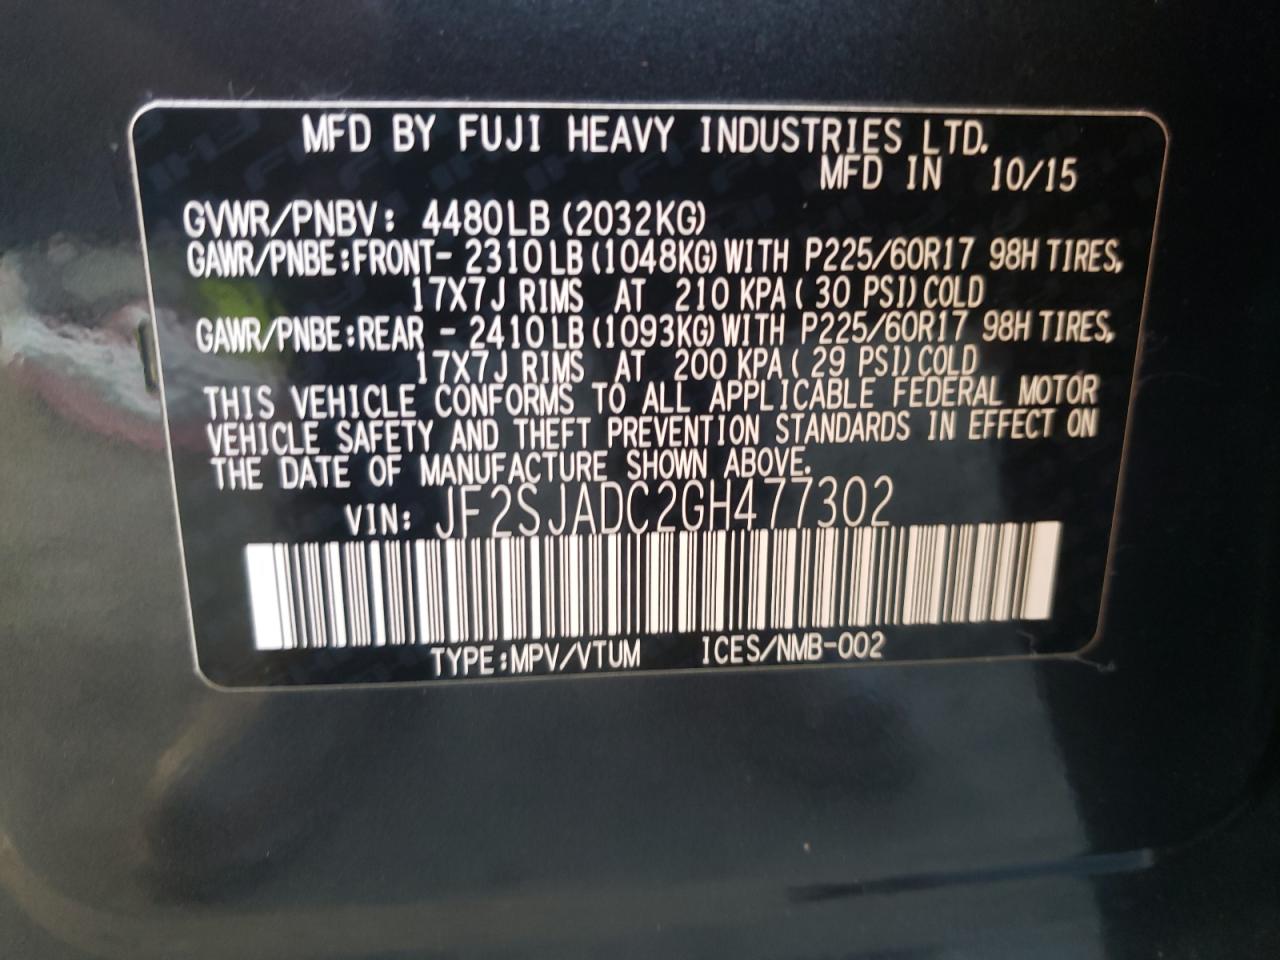 MFD BY FUJI HEAVY INDUSTRIES LTD.
MFD IN 10/15
GVWR/PNBV: 4480LB (2032KG)
GAWR/PNBE:FRONT- 2310LB (1048KG) WITH P225/60R17 98H TIRES,
17X7J RIMS AT 210 KPA ( 30 PSI) COLD
GAWR/PNBE:REAR - 2410LB (1093KG) WITH P225/60R17 98H TIRES,
17X7J RIMS AT 200 KPA ( 29 PSI) COLD
THIS VEHICLE CONFORMS TO ALL APPLICABLE FEDERAL MOTOR
VEHICLE SAFETY AND THEFT PREVENTION STANDARDS IN EFFECT ON
THE DATE OF MANUFACTURE SHOWN ABOVE.
VIN: JF2SJADC2GH477302
TYPE:MPV/VTUM ICES/NMB-002